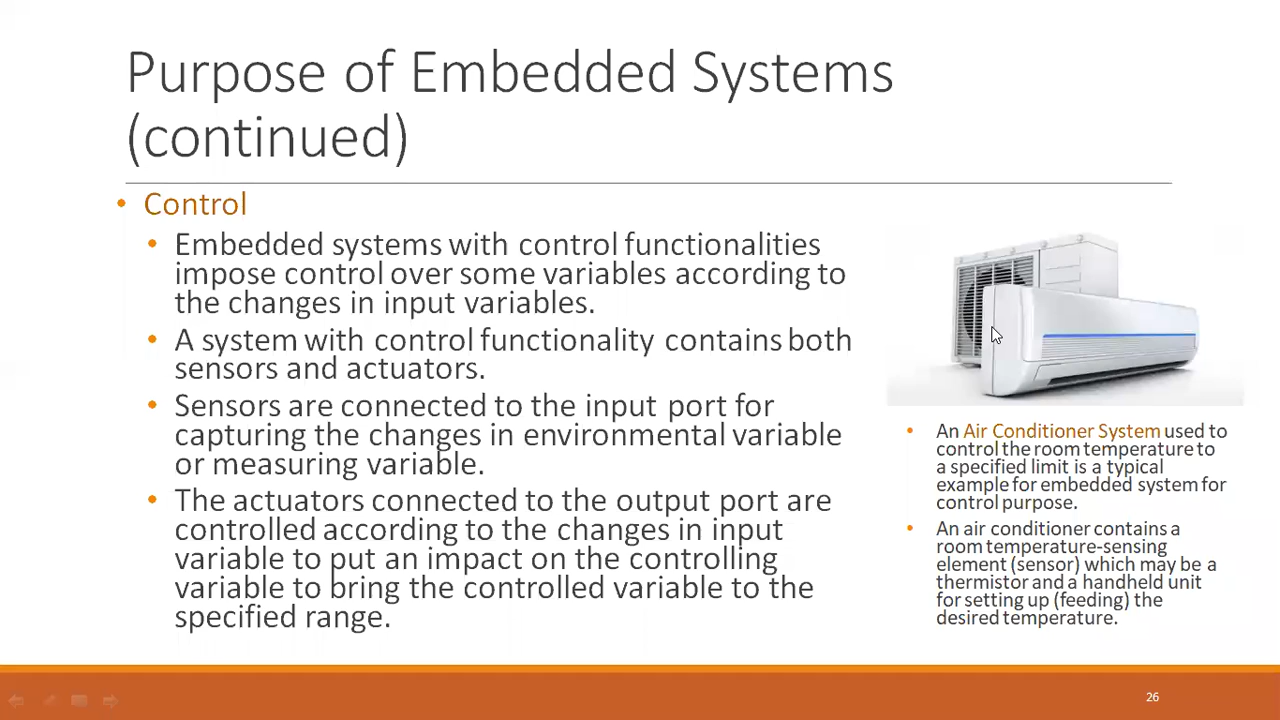 Purpose of Embedded Systems
(continued)
• Control
• Embedded systems with control functionalities
impose control over some variables according to
the changes in input variables.
• A system with control functionality contains both
sensors and actuators.
• Sensors are connected to the input port for
capturing the changes in environmental variable
or measuring variable.
• The actuators connected to the output port are
controlled according to the changes in input
variable to put an impact on the controlling
variable to bring the controlled variable to the
specified range.
• An Air Conditioner System used to
control the room temperature to
a specified limit is a typical
example for embedded system for
control purpose.
• An air conditioner contains a
room temperature-sensing
element (sensor) which may be a
thermistor and a handheld unit
for setting up (feeding) the
desired temperature.
26